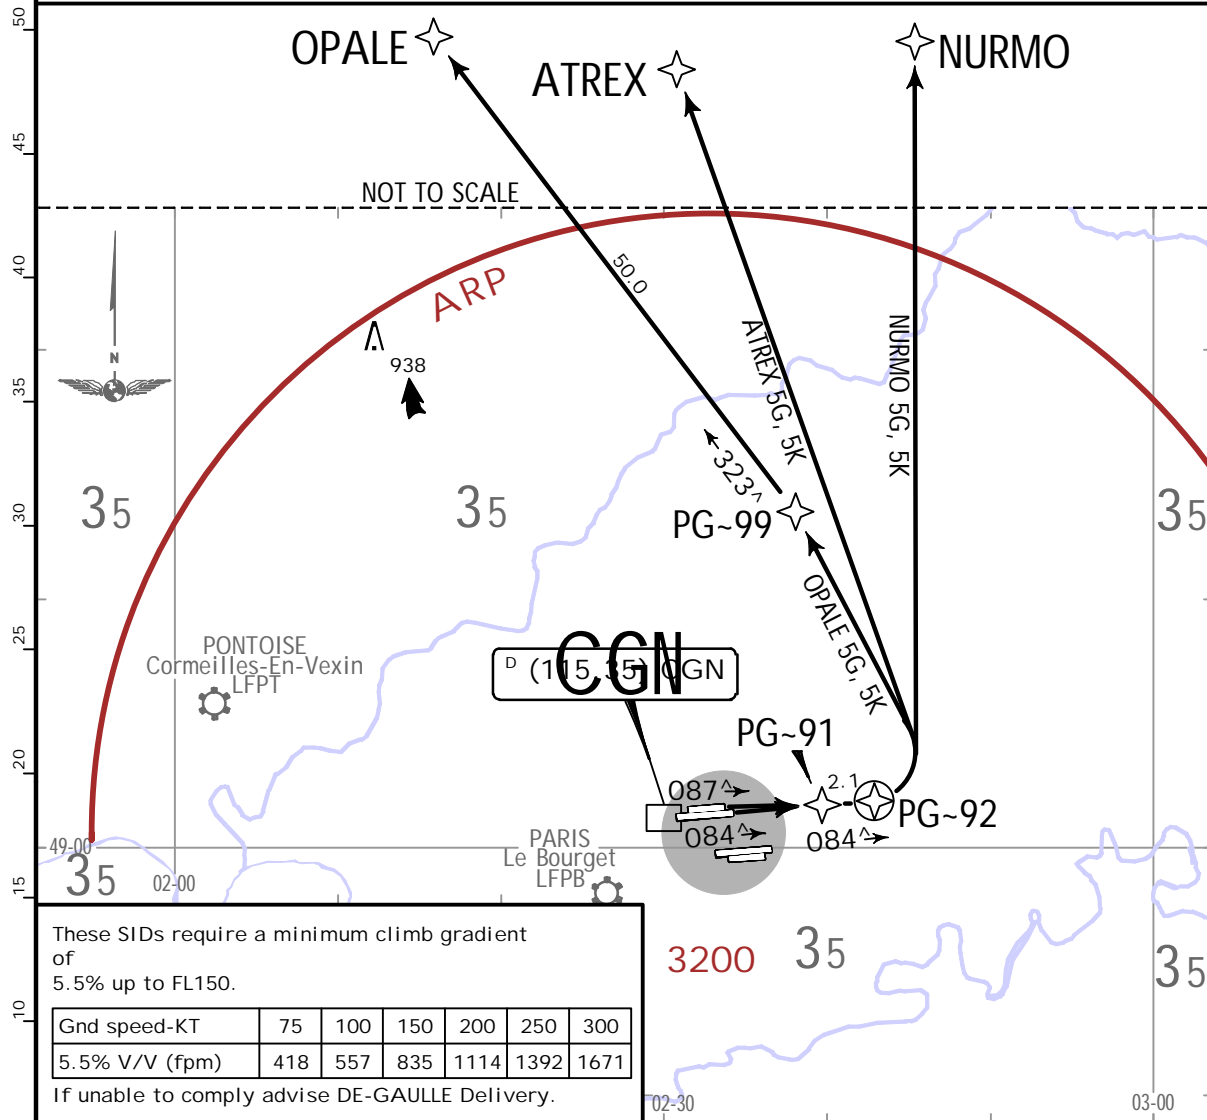 50
OPALE
ATREX
NURMO
45
NOT TO SCALE
40
ARP
50.0
N
938
ATREX 5G, 5K
NURMO 5G, 5K
35
323^
35
35
35
30
PG~99
OPALE 5G, 5K
25
PONTOISE
Cormeilles-En-Vexin
LFPT
CGN
D (115.35) CGN
PG~91
20
087^
2.1
PG~92
084^
084^
49-00
PARIS
Le Bourget
LFPB
35
02-00
15
These SIDs require a minimum climb gradient
of
5.5% up to FL150.
3200
35
35
Gnd speed-KT 75 100 150 200 250 300
5.5% V/V (fpm) 418 557 835 1114 1392 1671
10
If unable to comply advise DE-GAULLE Delivery.
02-30
03-00